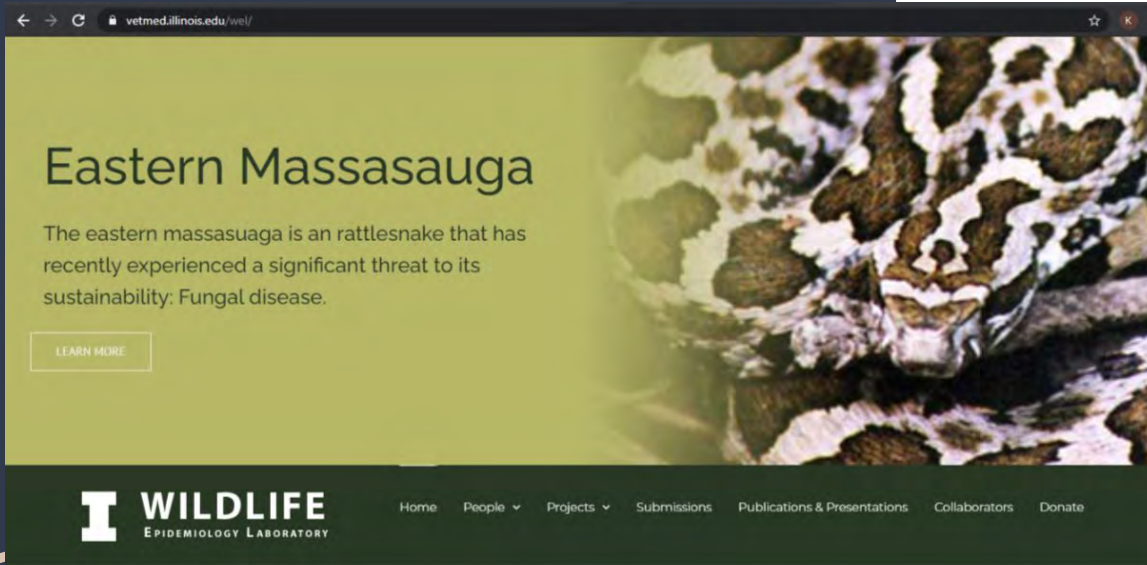 vetmed.illinois.edu/wel/
K
Eastern Massasauga
The eastern massasuaga is an rattlesnake that has
recently experienced a significant threat to its
sustainability: Fungal disease.
LEARN MORE
I WILDLIFE
EPIDEMIOLOGY LABORATORY
Home People Projects Submissions Publications & Presentations Collaborators Donate